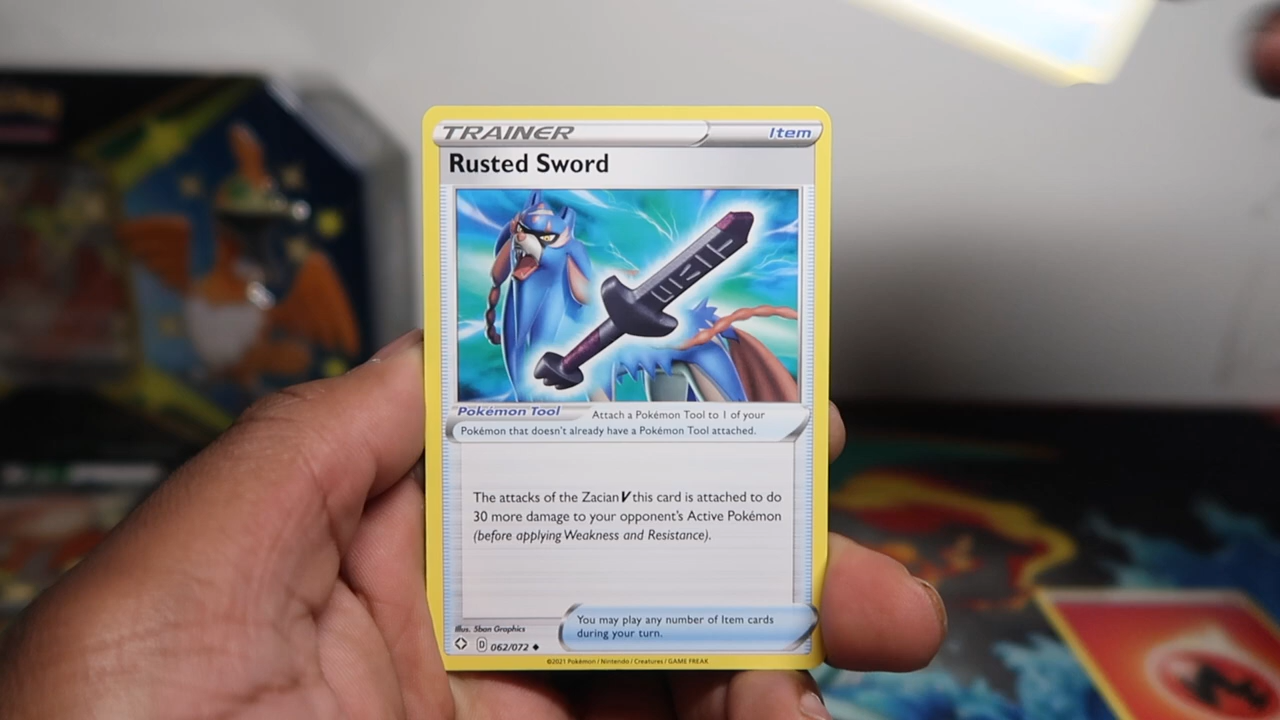 TRAINER Item
Rusted Sword
Pokémon Tool Attach a Pokémon Tool to 1 of your
Pokémon that doesn't already have a Pokémon Tool attached.
The attacks of the Zacian V this card is attached to do
30 more damage to your opponent's Active Pokémon
(before applying Weakness and Resistance).
You may play any number of Item cards
during your turn.
Illus. 5ban Graphics
D 062/072
©2021 Pokémon / Nintendo / Creatures / GAME FREAK